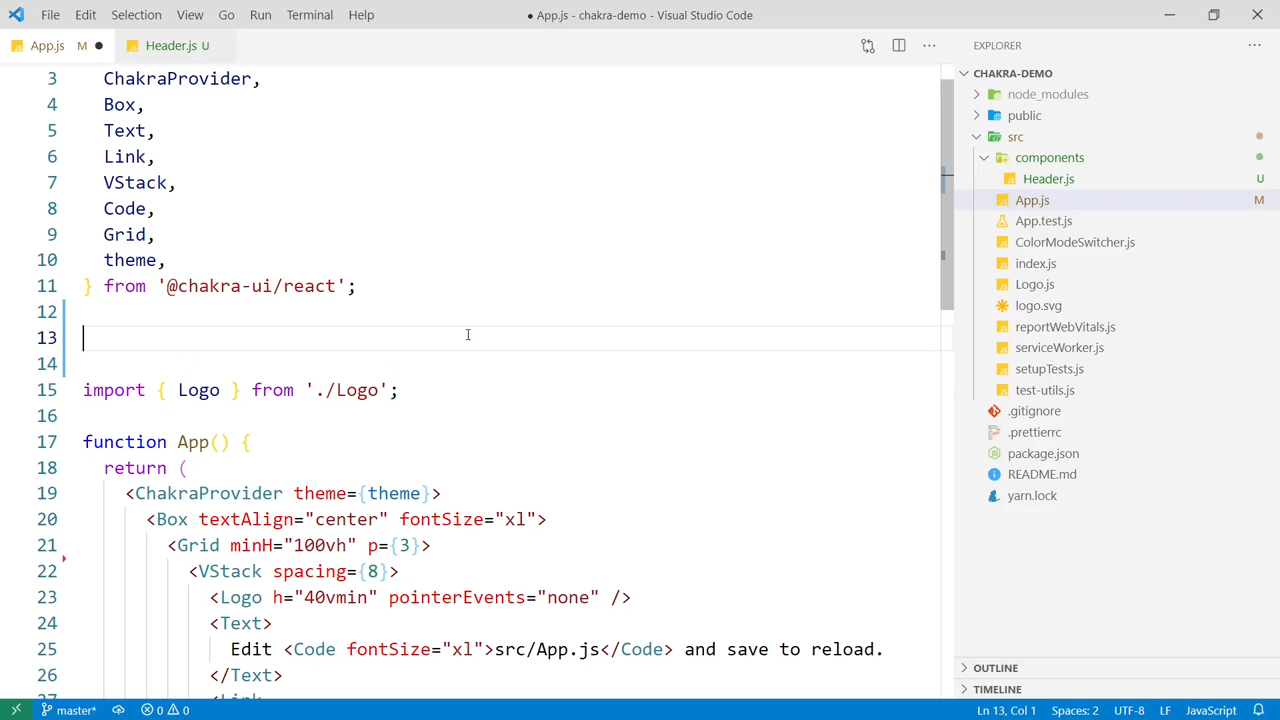 File Edit Selection View Go Run Terminal Help
● App.js - chakra-demo - Visual Studio Code
App.js M ●
Header.js U
3 ChakraProvider,
4 Box,
5 Text,
6 Link,
7 VStack,
8 Code,
9 Grid,
10 theme,
11 } from '@chakra-ui/react';
12
13
14
15 import { Logo } from './Logo';
16
17 function App() {
18 return (
19 <ChakraProvider theme={theme}>
20 <Box textAlign="center" fontSize="xl">
21 <Grid minH="100vh" p={3}>
22 <VStack spacing={8}>
23 <Logo h="40vmin" pointerEvents="none" />
24 <Text>
25 Edit <Code fontSize="xl">src/App.js</Code> and save to reload.
26 </Text>
27 <Link
EXPLORER
CHAKRA-DEMO
node_modules
public
src
components
Header.js U
App.js M
App.test.js
ColorModeSwitcher.js
index.js
Logo.js
logo.svg
reportWebVitals.js
serviceWorker.js
setupTests.js
test-utils.js
.gitignore
.prettierrc
package.json
README.md
yarn.lock
OUTLINE
TIMELINE
master* 0 0
Ln 13, Col 1 Spaces: 2 UTF-8 LF JavaScript